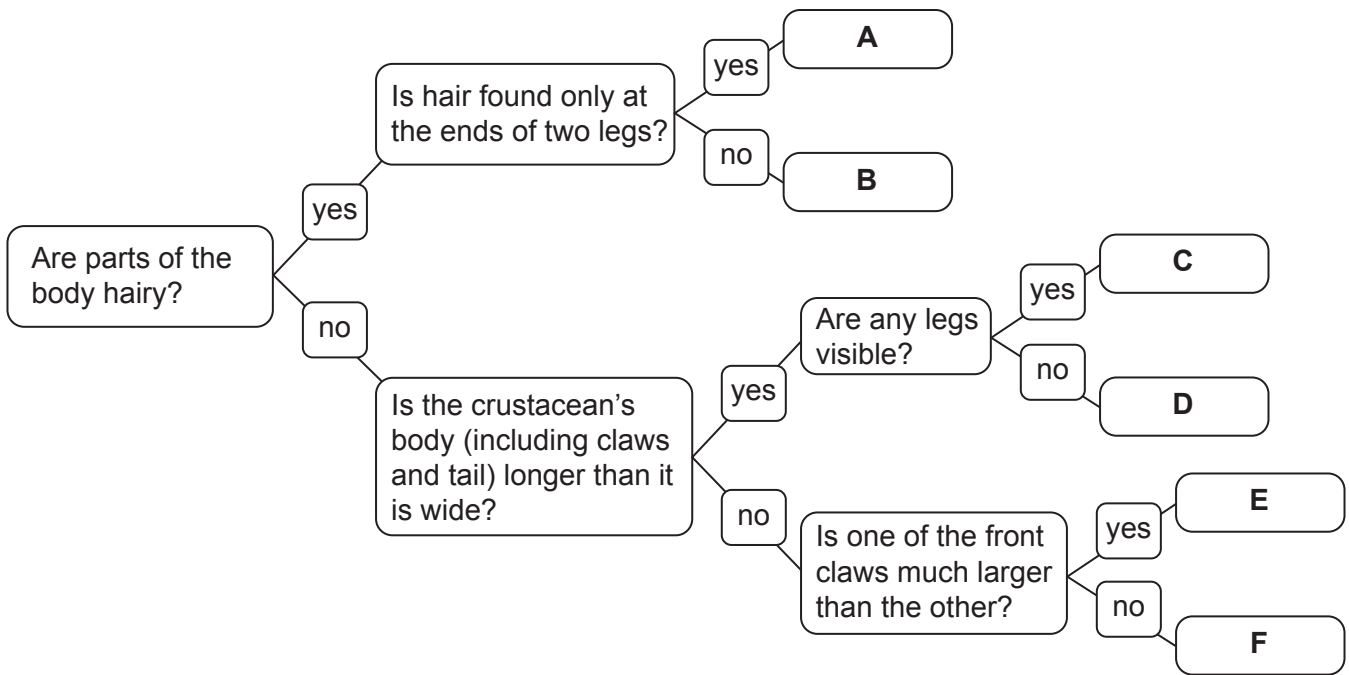 Are parts of the
body hairy?
yes
no
Is hair found only at
the ends of two legs?
yes
no
A
B
Is the crustacean’s
body (including claws
and tail) longer than it
is wide?
yes
no
Are any legs
visible?
yes
no
C
D
Is one of the front
claws much larger
than the other?
yes
no
E
F